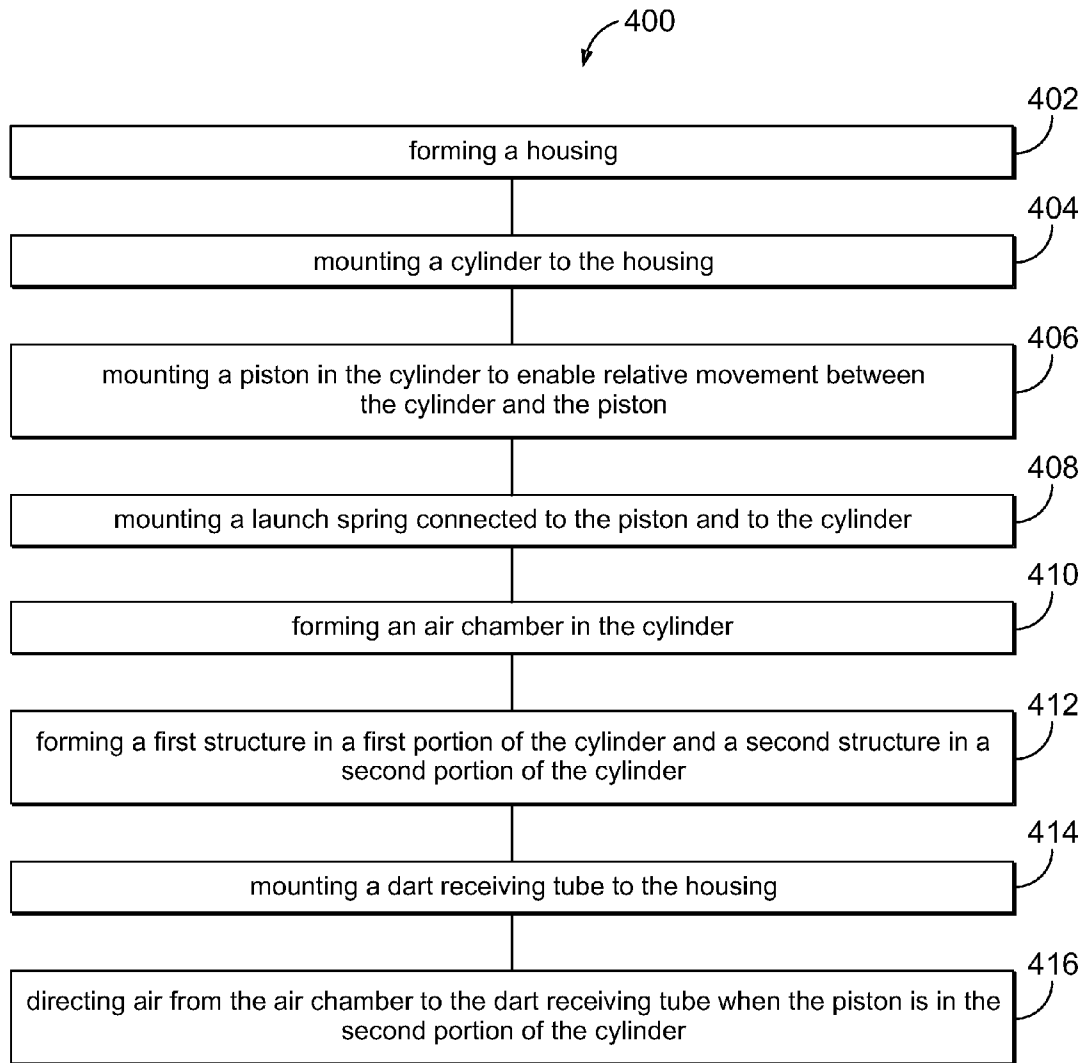 400
402
forming a housing
404
mounting a cylinder to the housing
406
mounting a piston in the cylinder to enable relative movement between
the cylinder and the piston
408
mounting a launch spring connected to the piston and to the cylinder
410
forming an air chamber in the cylinder
412
forming a first structure in a first portion of the cylinder and a second structure in a
second portion of the cylinder
414
mounting a dart receiving tube to the housing
416
directing air from the air chamber to the dart receiving tube when the piston is in the
second portion of the cylinder